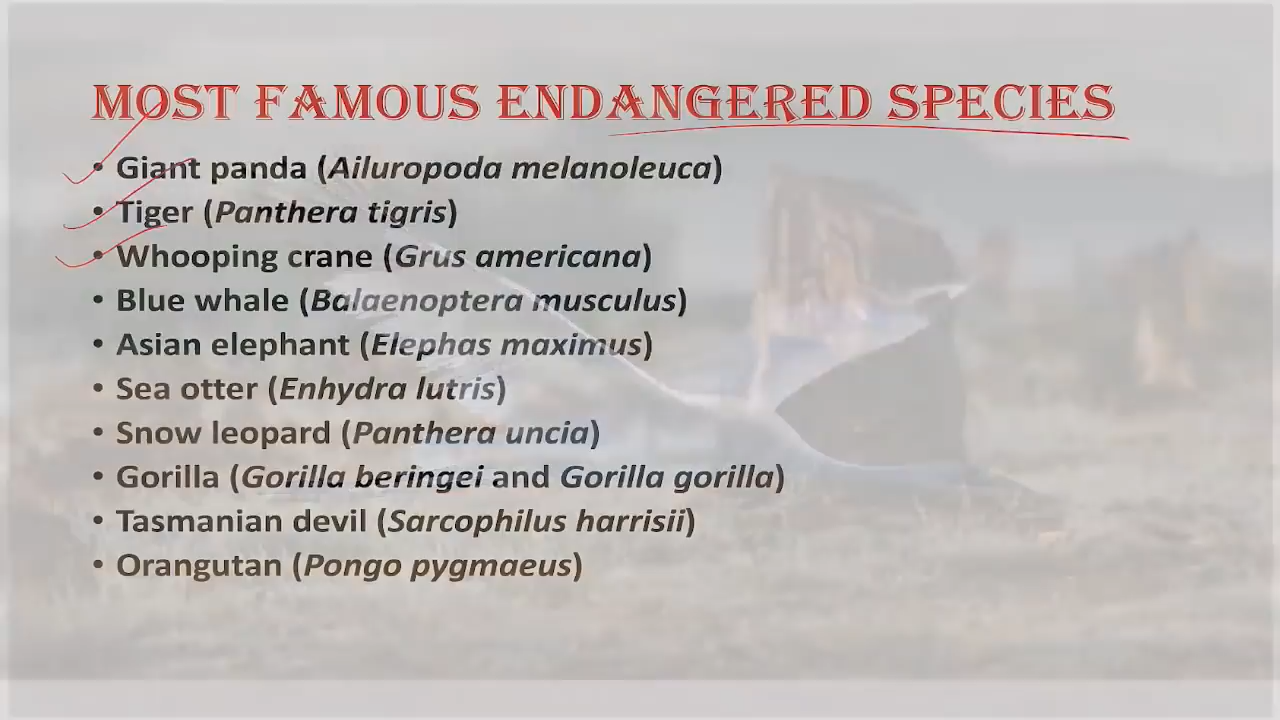 MOST FAMOUS ENDANGERED SPECIES
• Giant panda (Ailuropoda melanoleuca)
• Tiger (Panthera tigris)
• Whooping crane (Grus americana)
• Blue whale (Balaenoptera musculus)
• Asian elephant (Elephas maximus)
• Sea otter (Enhydra lutris)
• Snow leopard (Panthera uncia)
• Gorilla (Gorilla beringei and Gorilla gorilla)
• Tasmanian devil (Sarcophilus harrisii)
• Orangutan (Pongo pygmaeus)